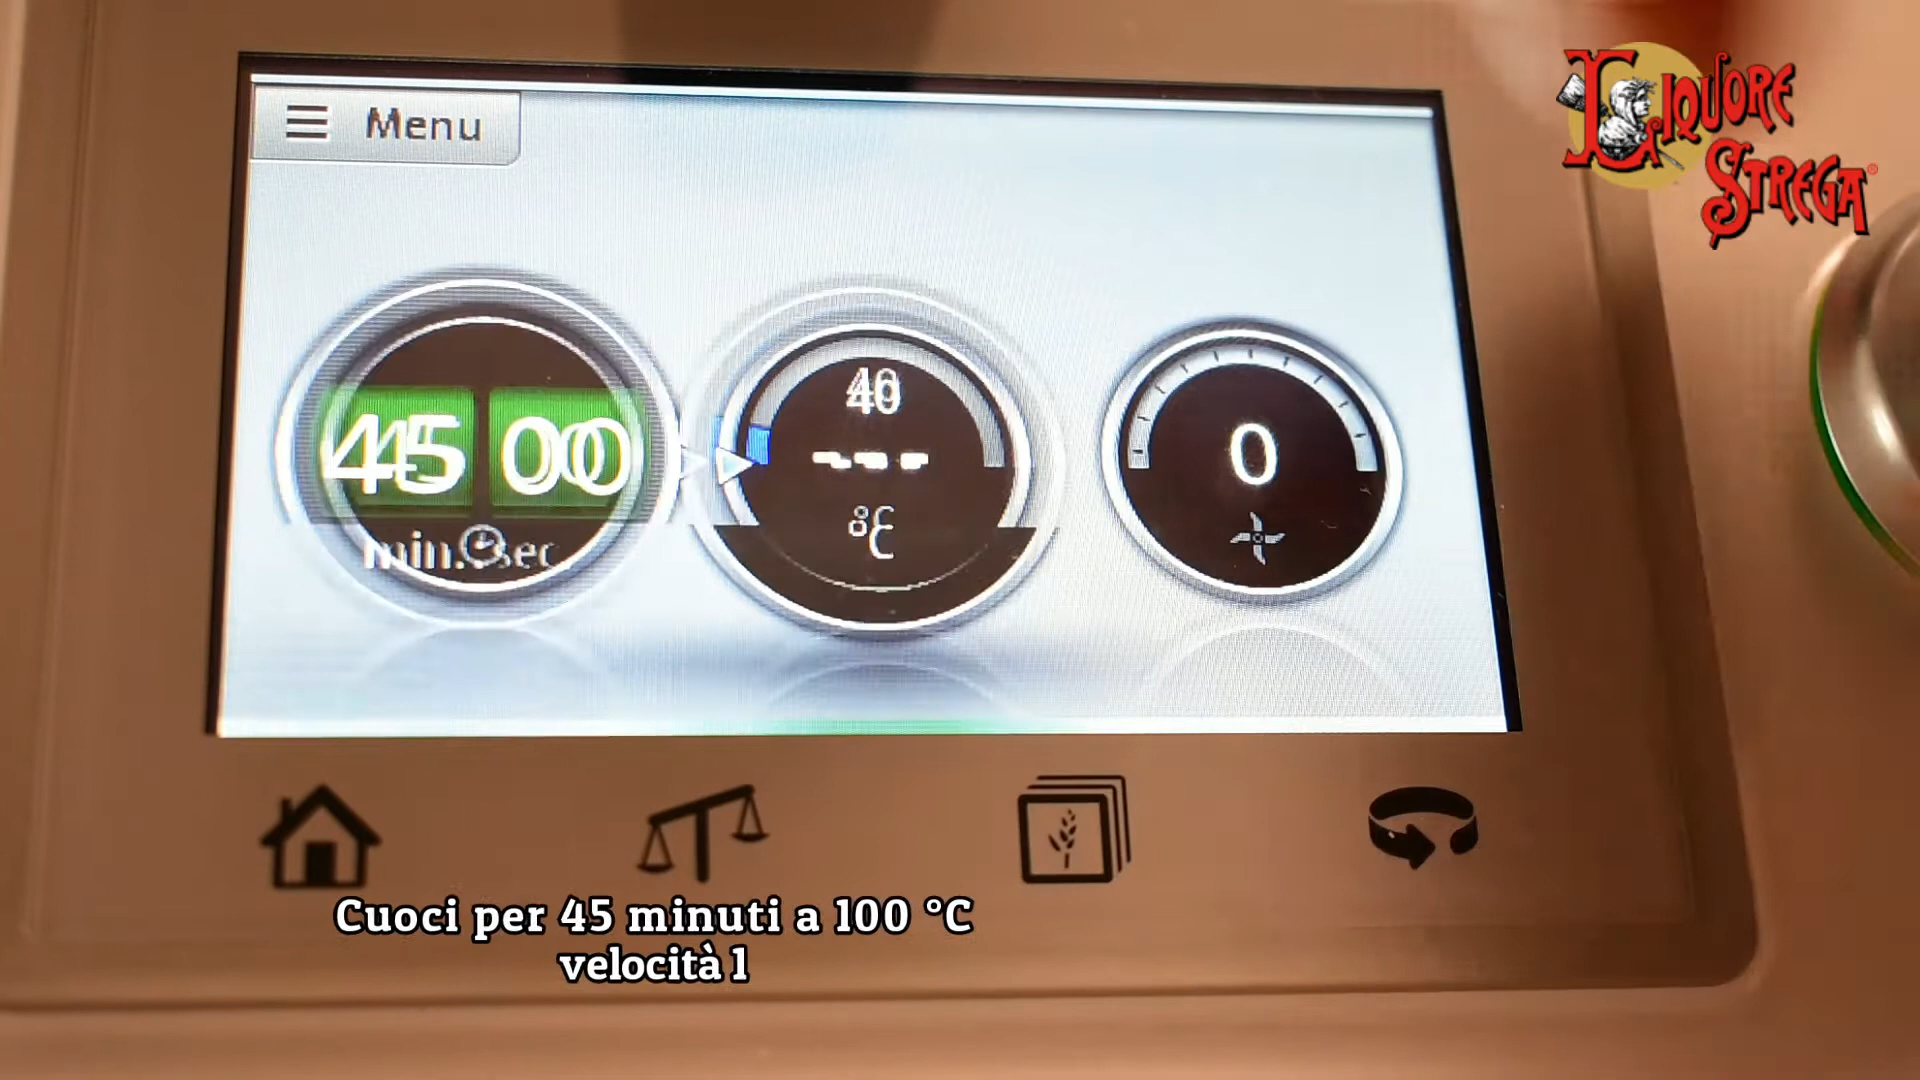 Menu
LIQUORE
STREGA®
45 00
min. sec
40
°C
0
Cuoci per 45 minuti a 100 °C
velocità 1